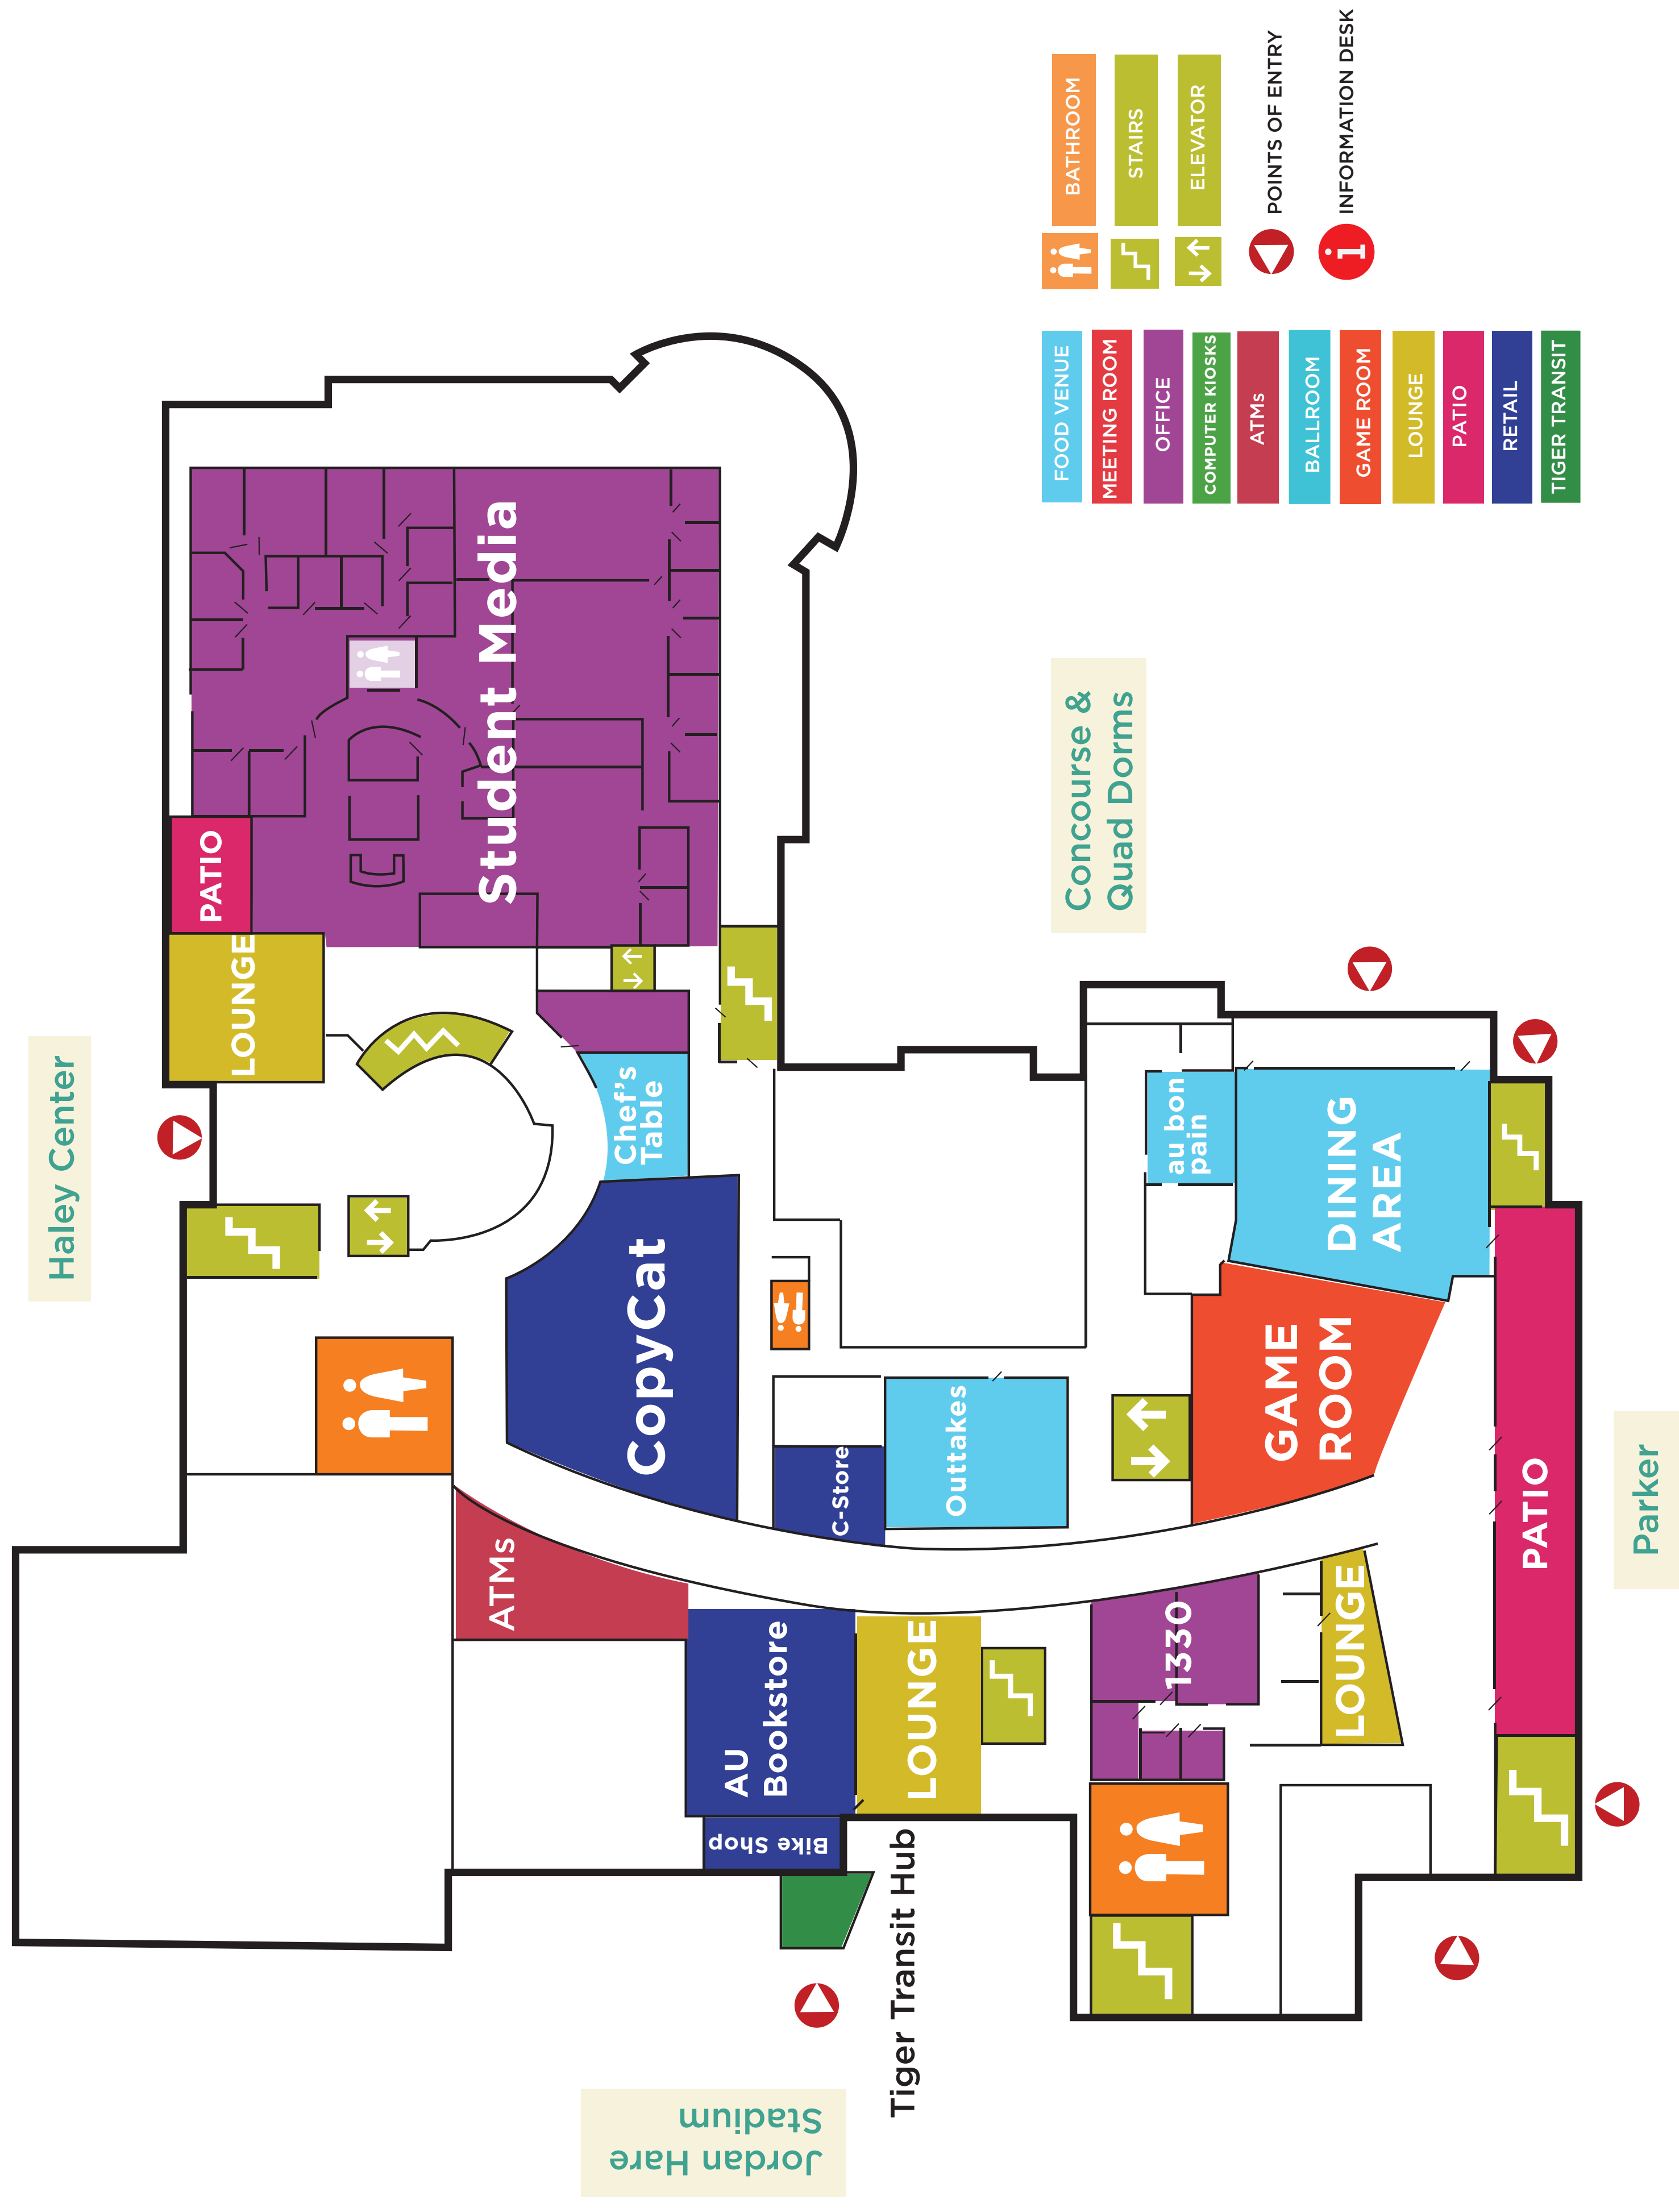 Haley Center
PATIO
LOUNGE
Student Media
Chef's
Table
CopyCat
ATMs
AU
Bookstore
Bike Shop
C-Store
Outtakes
LOUNGE
Tiger Transit Hub
Jordan Hare
Stadium
1330
LOUNGE
GAME
ROOM
au bon
pain
DINING
AREA
PATIO
Parker
Concourse &
Quad Dorms
FOOD VENUE
MEETING ROOM
OFFICE
COMPUTER KIOSKS
ATMs
BALLROOM
GAME ROOM
LOUNGE
PATIO
RETAIL
TIGER TRANSIT
BATHROOM
STAIRS
ELEVATOR
POINTS OF ENTRY
i INFORMATION DESK